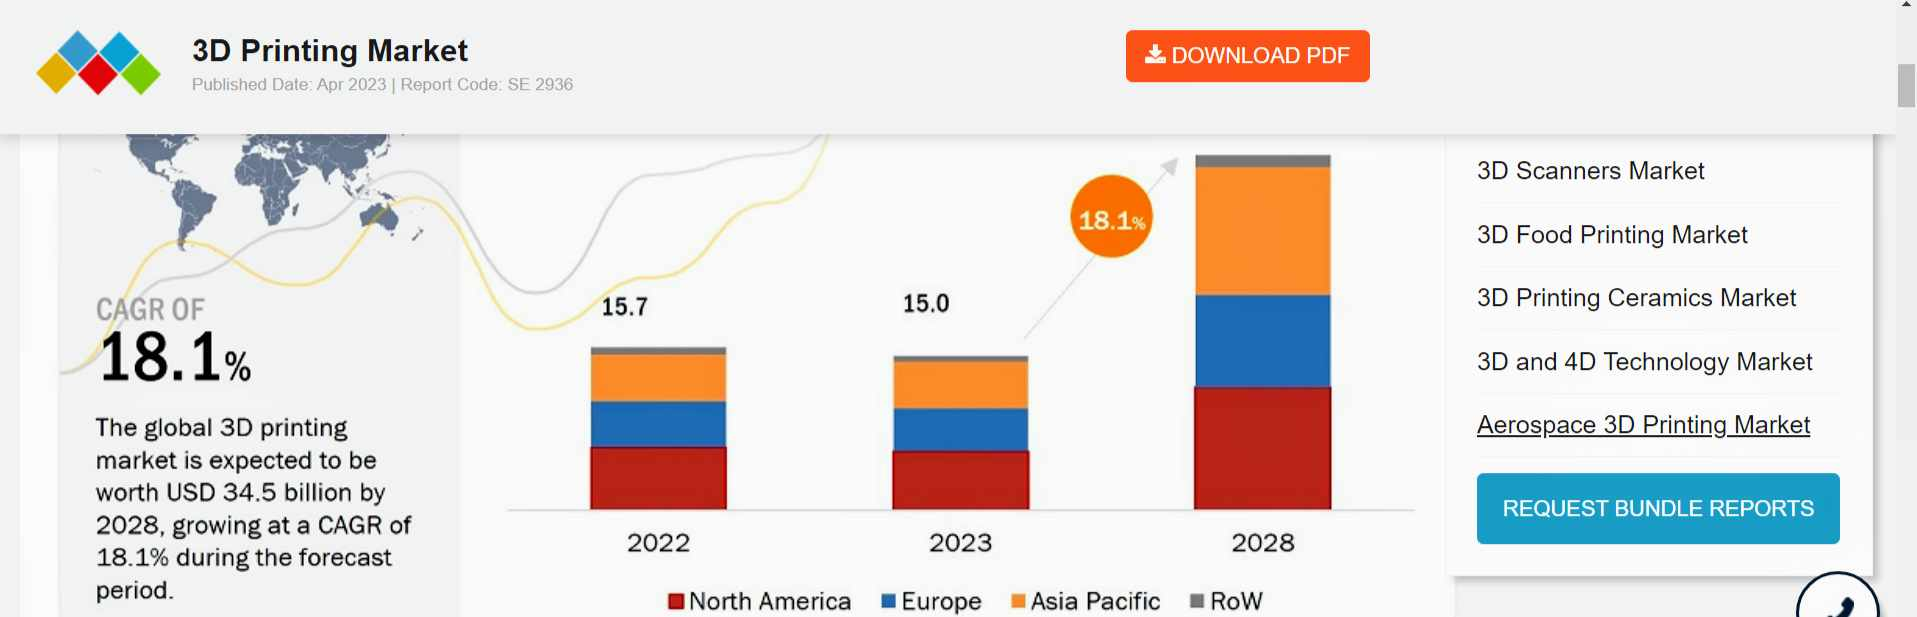 3D Printing Market
Published Date: Apr 2023 | Report Code: SE 2936
DOWNLOAD PDF
CAGR OF
18.1%
The global 3D printing
market is expected to be
worth USD 34.5 billion by
2028, growing at a CAGR of
18.1% during the forecast
period.
15.7
15.0
18.1%
2022
2023
2028
North America
Europe
Asia Pacific
RoW
3D Scanners Market
3D Food Printing Market
3D Printing Ceramics Market
3D and 4D Technology Market
Aerospace 3D Printing Market
REQUEST BUNDLE REPORTS